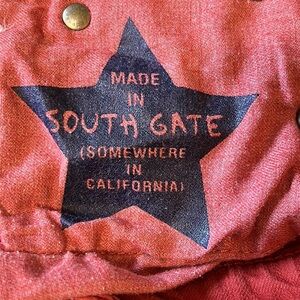 MADE
IN
SOUTH GATE
(SOMEWHERE
IN
CALIFORNIA)